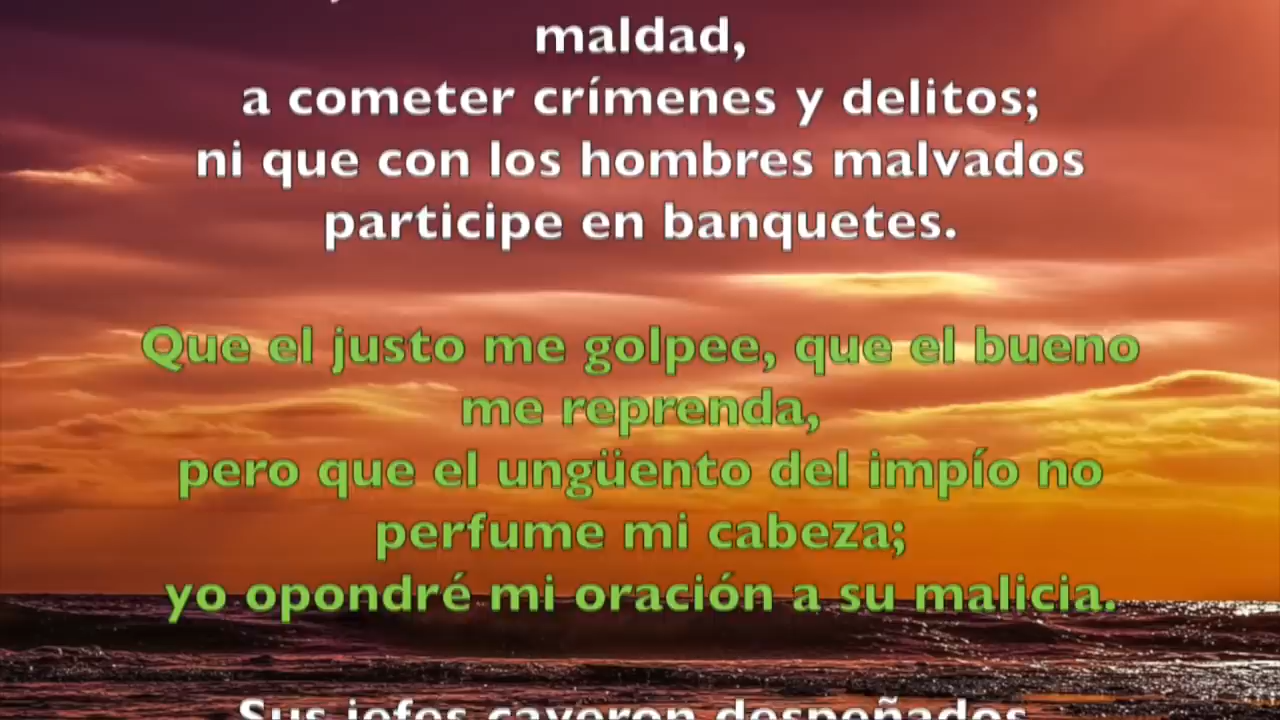 maldad,
a cometer crímenes y delitos;
ni que con los hombres malvados
participe en banquetes.
Que el justo me golpee, que el bueno
me reprenda,
pero que el ungüento del impío no
perfume mi cabeza;
yo opondré mi oración a su malicia.
Sus jefes cayeron despeñados